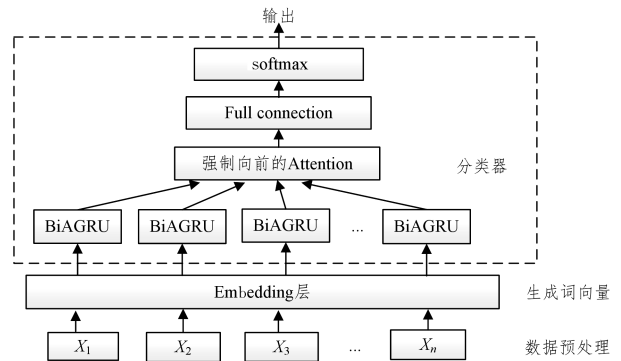 输出
softmax
Full connection
强制向前的Attention
分类器
BiAGRU BiAGRU BiAGRU ... BiAGRU
Embedding层
生成词向量
X1 X2 X3 ... Xn
数据预处理